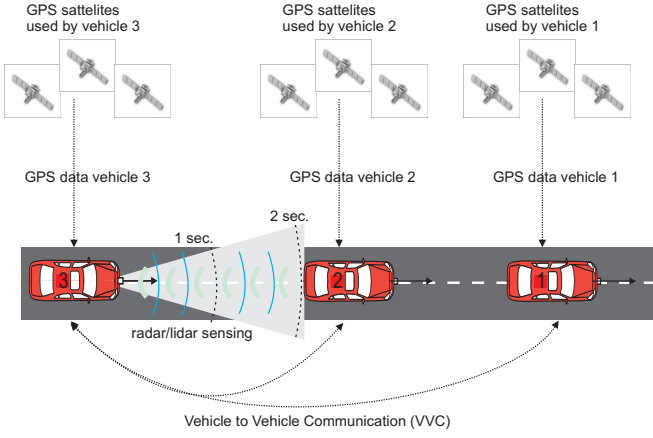 GPS sattelites
used by vehicle 3
GPS sattelites
used by vehicle 2
GPS sattelites
used by vehicle 1
GPS data vehicle 3
GPS data vehicle 2
GPS data vehicle 1
2 sec.
1 sec.
3
2
1
radar/lidar sensing
Vehicle to Vehicle Communication (VVC)